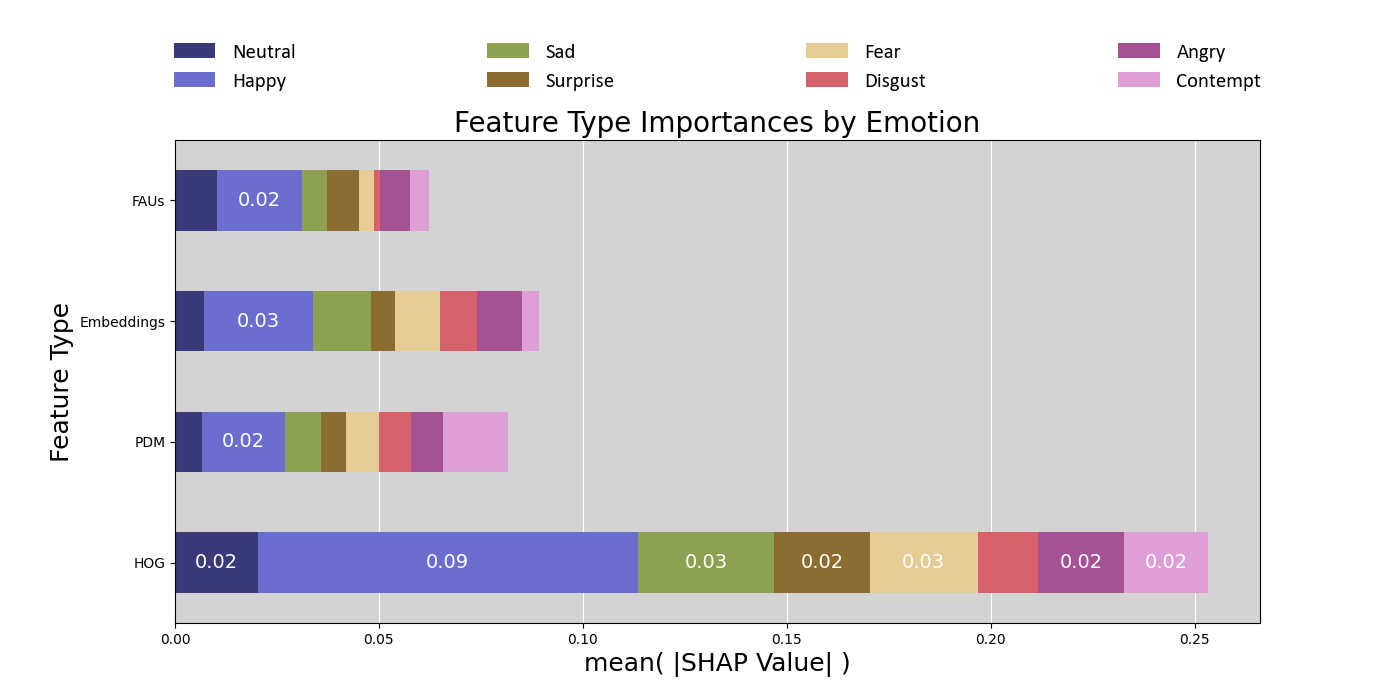 Neutral Sad Fear Angry
Happy Surprise Disgust Contempt
Feature Type Importances by Emotion
FAUs 0.02
Embeddings 0.03
PDM 0.02
HOG 0.02 0.09 0.03 0.02 0.03 0.02 0.02
Feature Type
0.00 0.05 0.10 0.15 0.20 0.25
mean( |SHAP Value| )